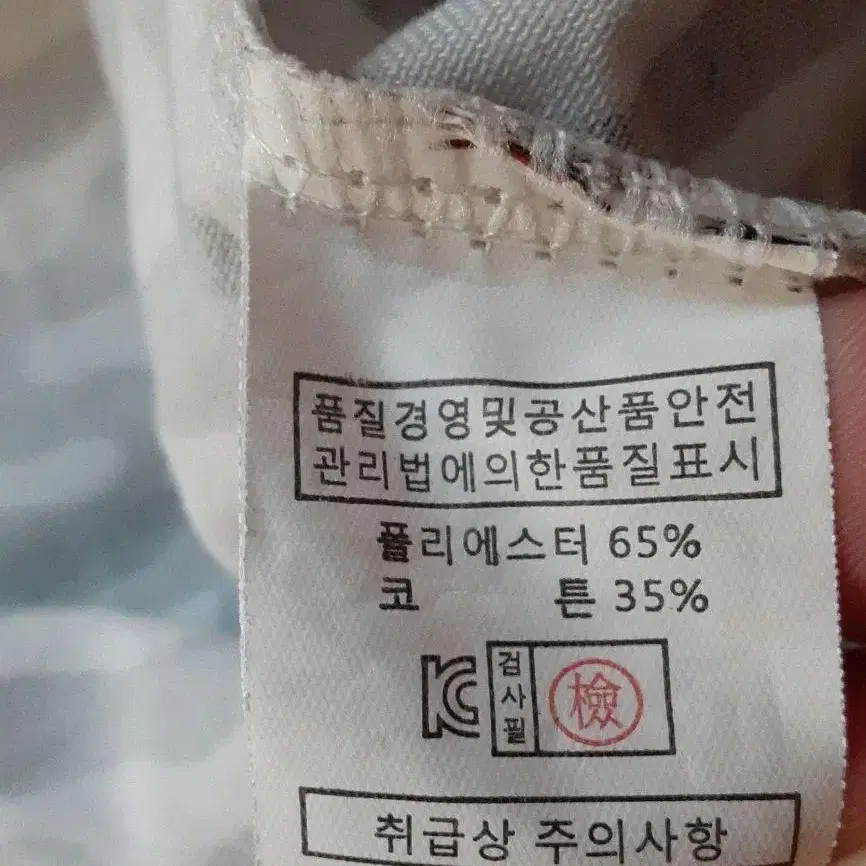 품질경영및공산품안전
관리법에의한품질표시
폴리에스터 65%
코 튼 35%
KC 검사필 檢
취급상 주의사항